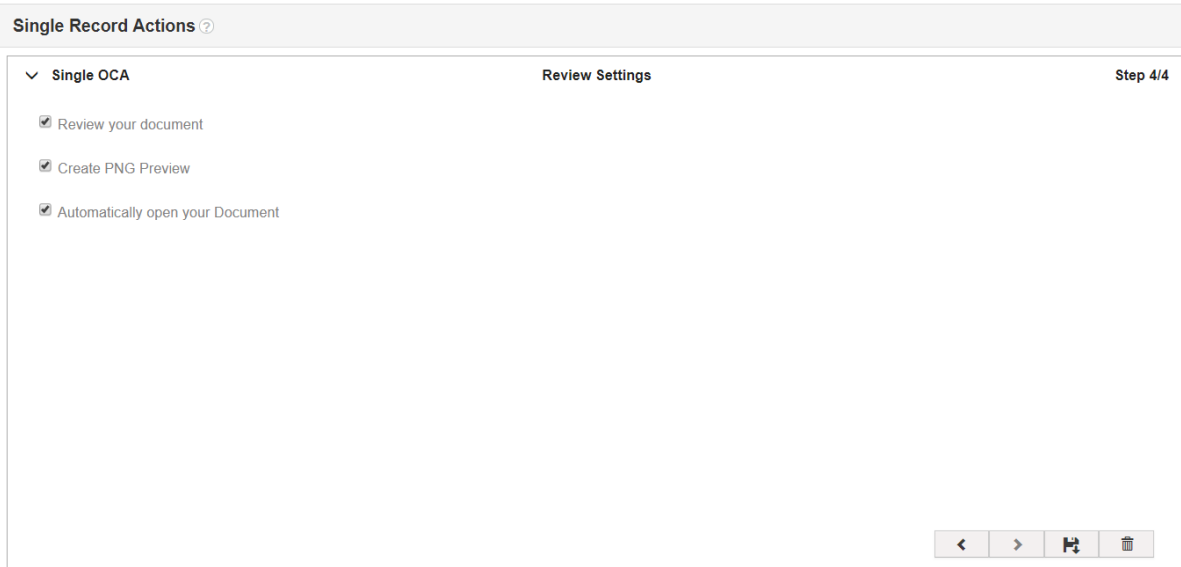 Single Record Actions ?
Single OCA Review Settings Step 4/4
Review your document
Create PNG Preview
Automatically open your Document